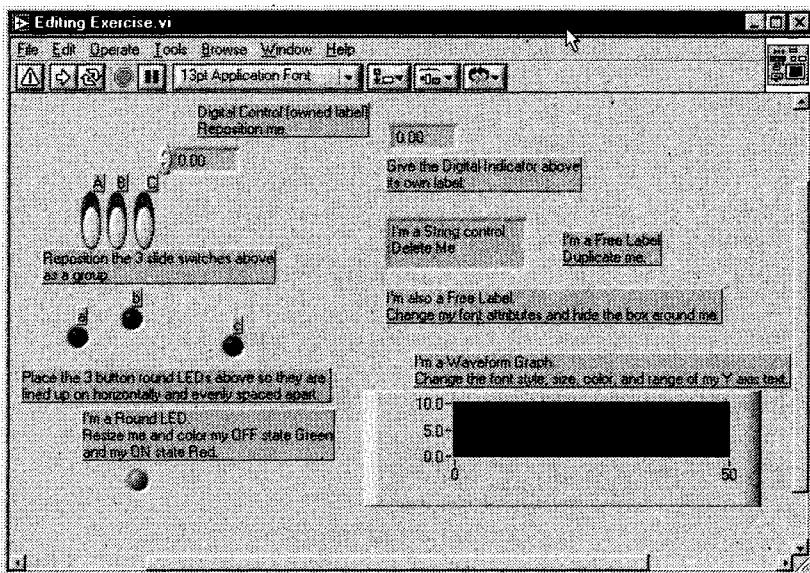 Editing Exercise.vi
File Edit Operate Tools Browse Window Help
13pt Application Font
Digital Control (owned label)
Reposition me.
0.00
0.00
Give the Digital Indicator above
its own label.
A B C
Reposition the 3 slide switches above
as a group.
I'm a String control
Delete Me
I'm a Free Label
Duplicate me.
a
b
c
I'm also a Free Label.
Change my font attributes and hide the box around me.
Place the 3 button round LEDs above so they are
lined up on horizontally and evenly spaced apart.
I'm a Waveform Graph.
Change the font style, size, color, and range of my Y axis text.
I'm a Round LED.
Resize me and color my OFF state Green
and my ON state Red.
10.0
5.0
0.0
0 50